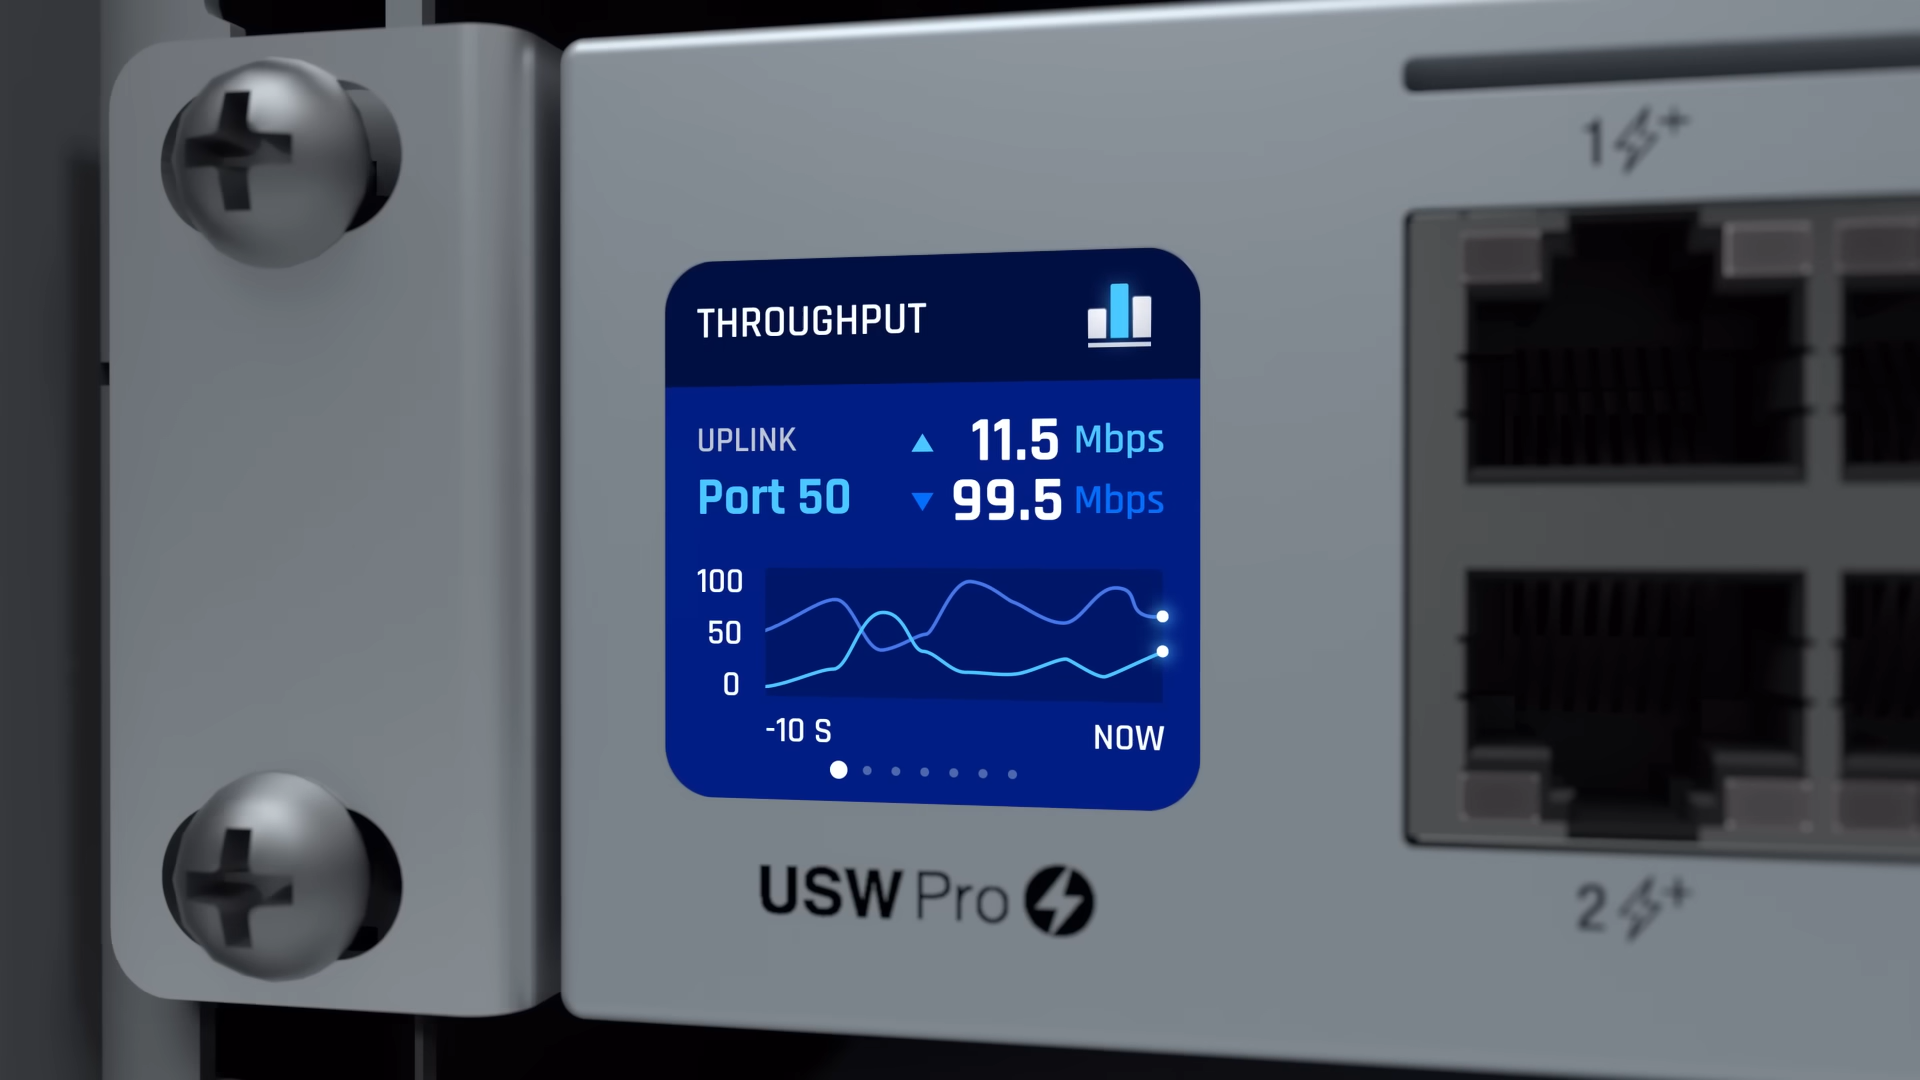 THROUGHPUT
UPLINK
11.5 Mbps
Port 50
99.5 Mbps
100
50
0
-10 S
NOW
USW Pro
1
2